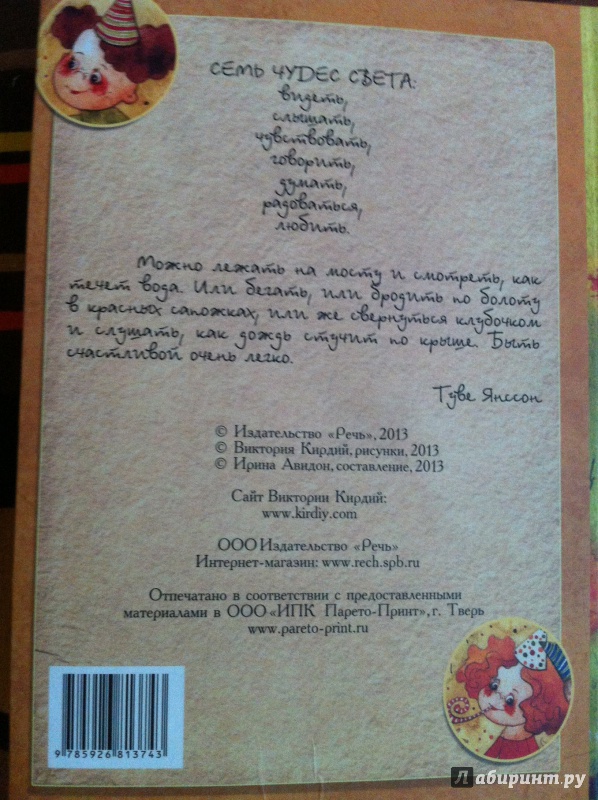 СЕМЬ ЧУДЕС СВЕТА:
видеть,
слышать,
чувствовать,
говорить,
думать,
радоваться,
любить.
Можно лежать на мосту и смотреть, как
течет вода. Или бегать, или бродить по болоту
в красных сапожках, или же свернуться клубочком
и слушать, как дождь стучит по крыше. Быть
счастливой очень легко.
Туве Янссон
© Издательство «Речь», 2013
© Виктория Кирдий, рисунки, 2013
© Ирина Авидон, составление, 2013
Сайт Виктории Кирдий:
www.kirdiy.com
ООО Издательство «Речь»
Интернет-магазин: www.rech.spb.ru
Отпечатано в соответствии с предоставленными
материалами в ООО «ИПК Парето-Принт», г. Тверь
www.pareto-print.ru
9 785926 813743
Лабиринт.ру